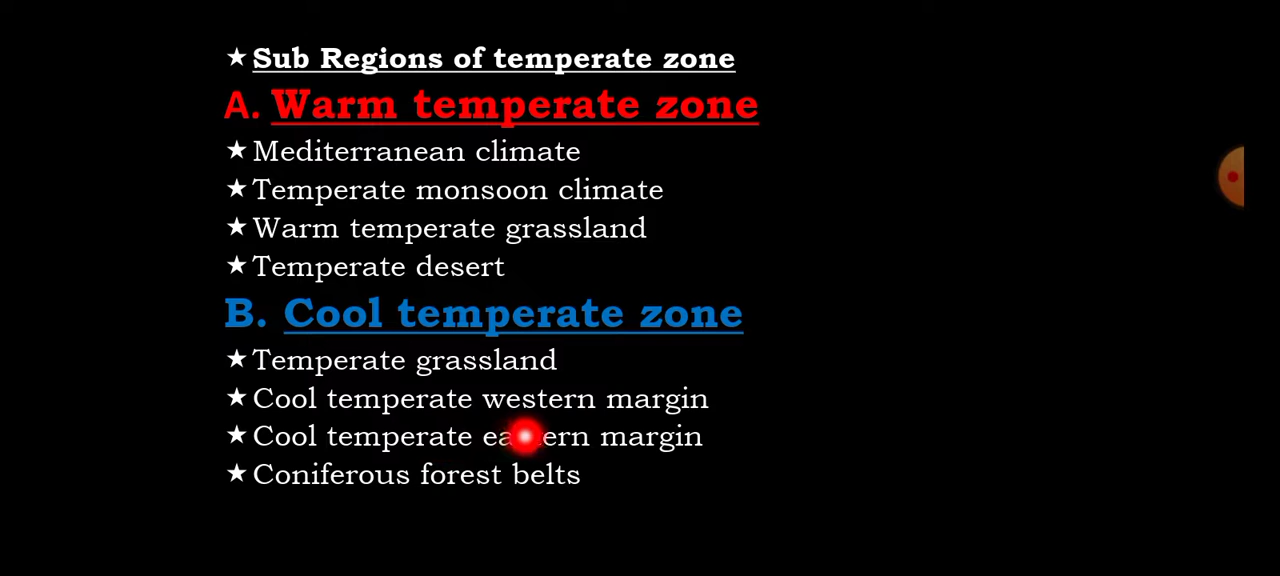 ★ Sub Regions of temperate zone
A. Warm temperate zone
★ Mediterranean climate
★ Temperate monsoon climate
★ Warm temperate grassland
★ Temperate desert
B. Cool temperate zone
★ Temperate grassland
★ Cool temperate western margin
★ Cool temperate eastern margin
★ Coniferous forest belts